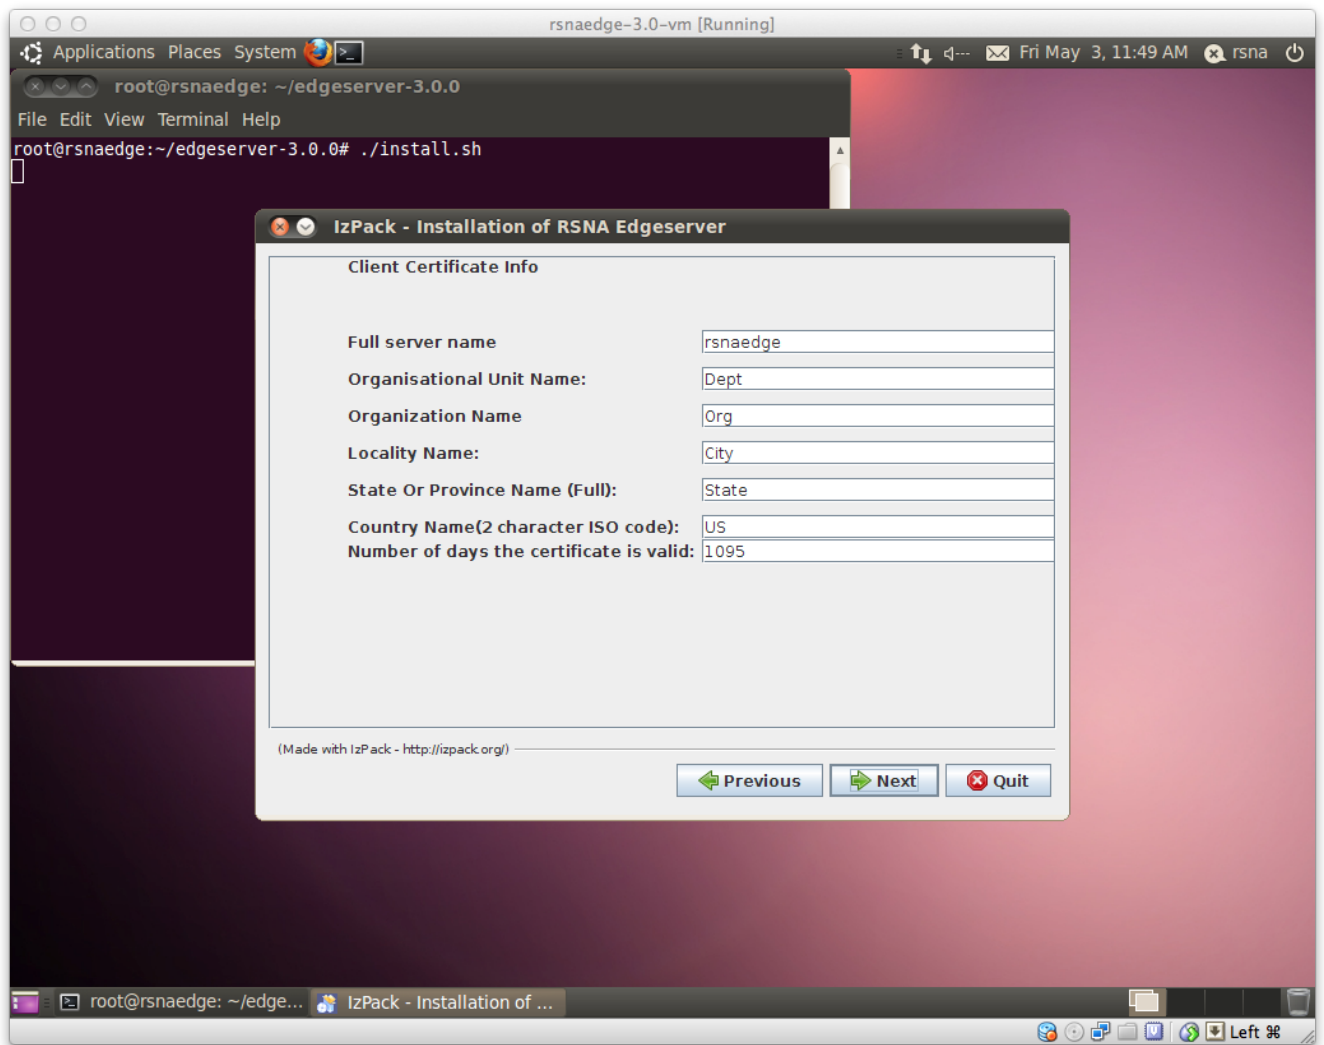 rsnaedge-3.0-vm [Running]
Applications Places System Fri May 3, 11:49 AM rsna
root@rsnaedge: ~/edgeserver-3.0.0
File Edit View Terminal Help
root@rsnaedge:~/edgeserver-3.0.0# ./install.sh
IzPack - Installation of RSNA Edgeserver
Client Certificate Info
Full server name rsnaedge
Organisational Unit Name: Dept
Organization Name Org
Locality Name: City
State Or Province Name (Full): State
Country Name(2 character ISO code): US
Number of days the certificate is valid: 1095
(Made with IzPack - http://izpack.org/)
Previous Next Quit
root@rsnaedge: ~/edge... IzPack - Installation of ...
Left ⌘